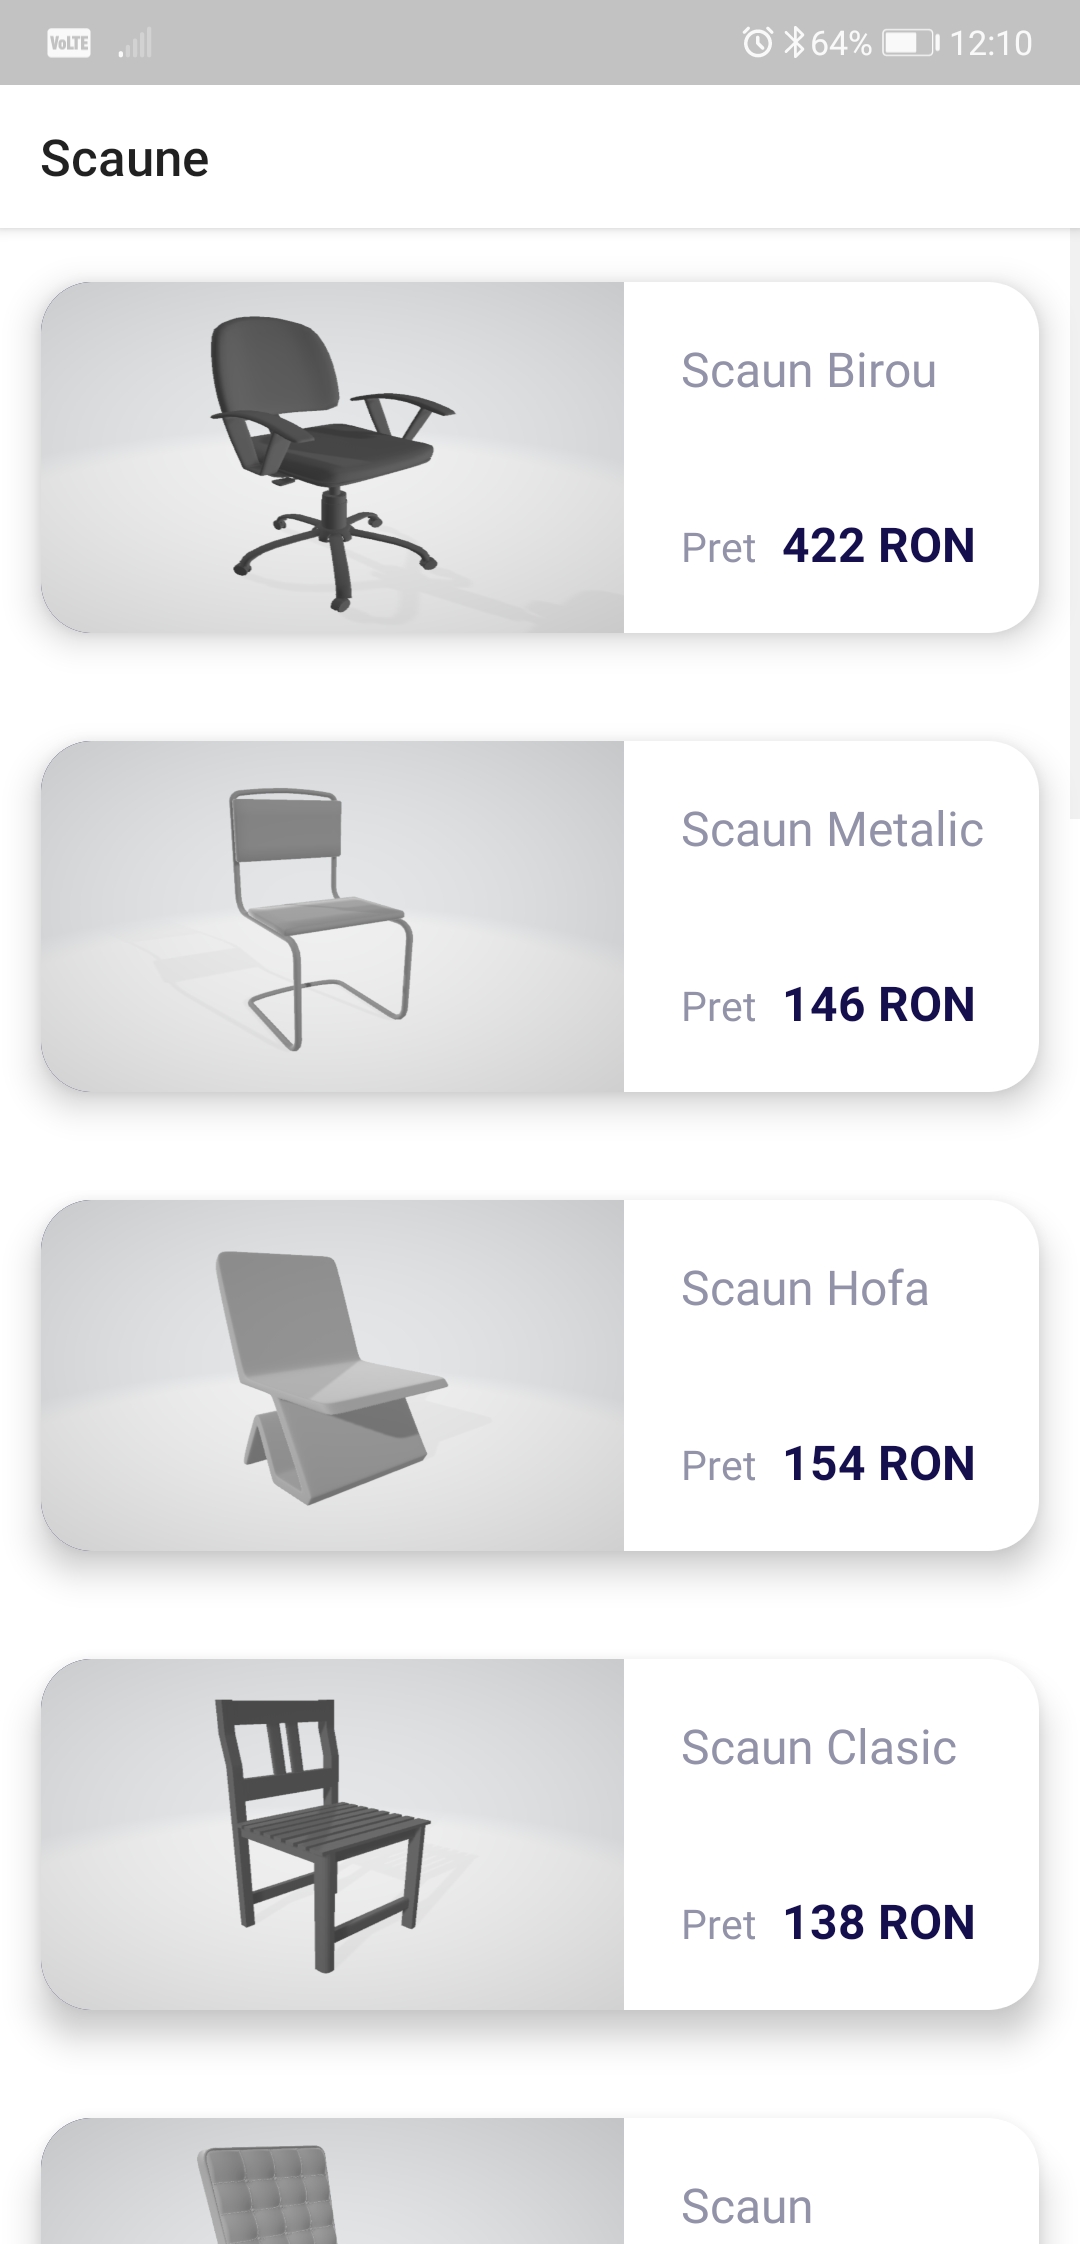 VoLTE 64% 12:10
Scaune
Scaun Birou
Pret 422 RON
Scaun Metalic
Pret 146 RON
Scaun Hofa
Pret 154 RON
Scaun Clasic
Pret 138 RON
Scaun